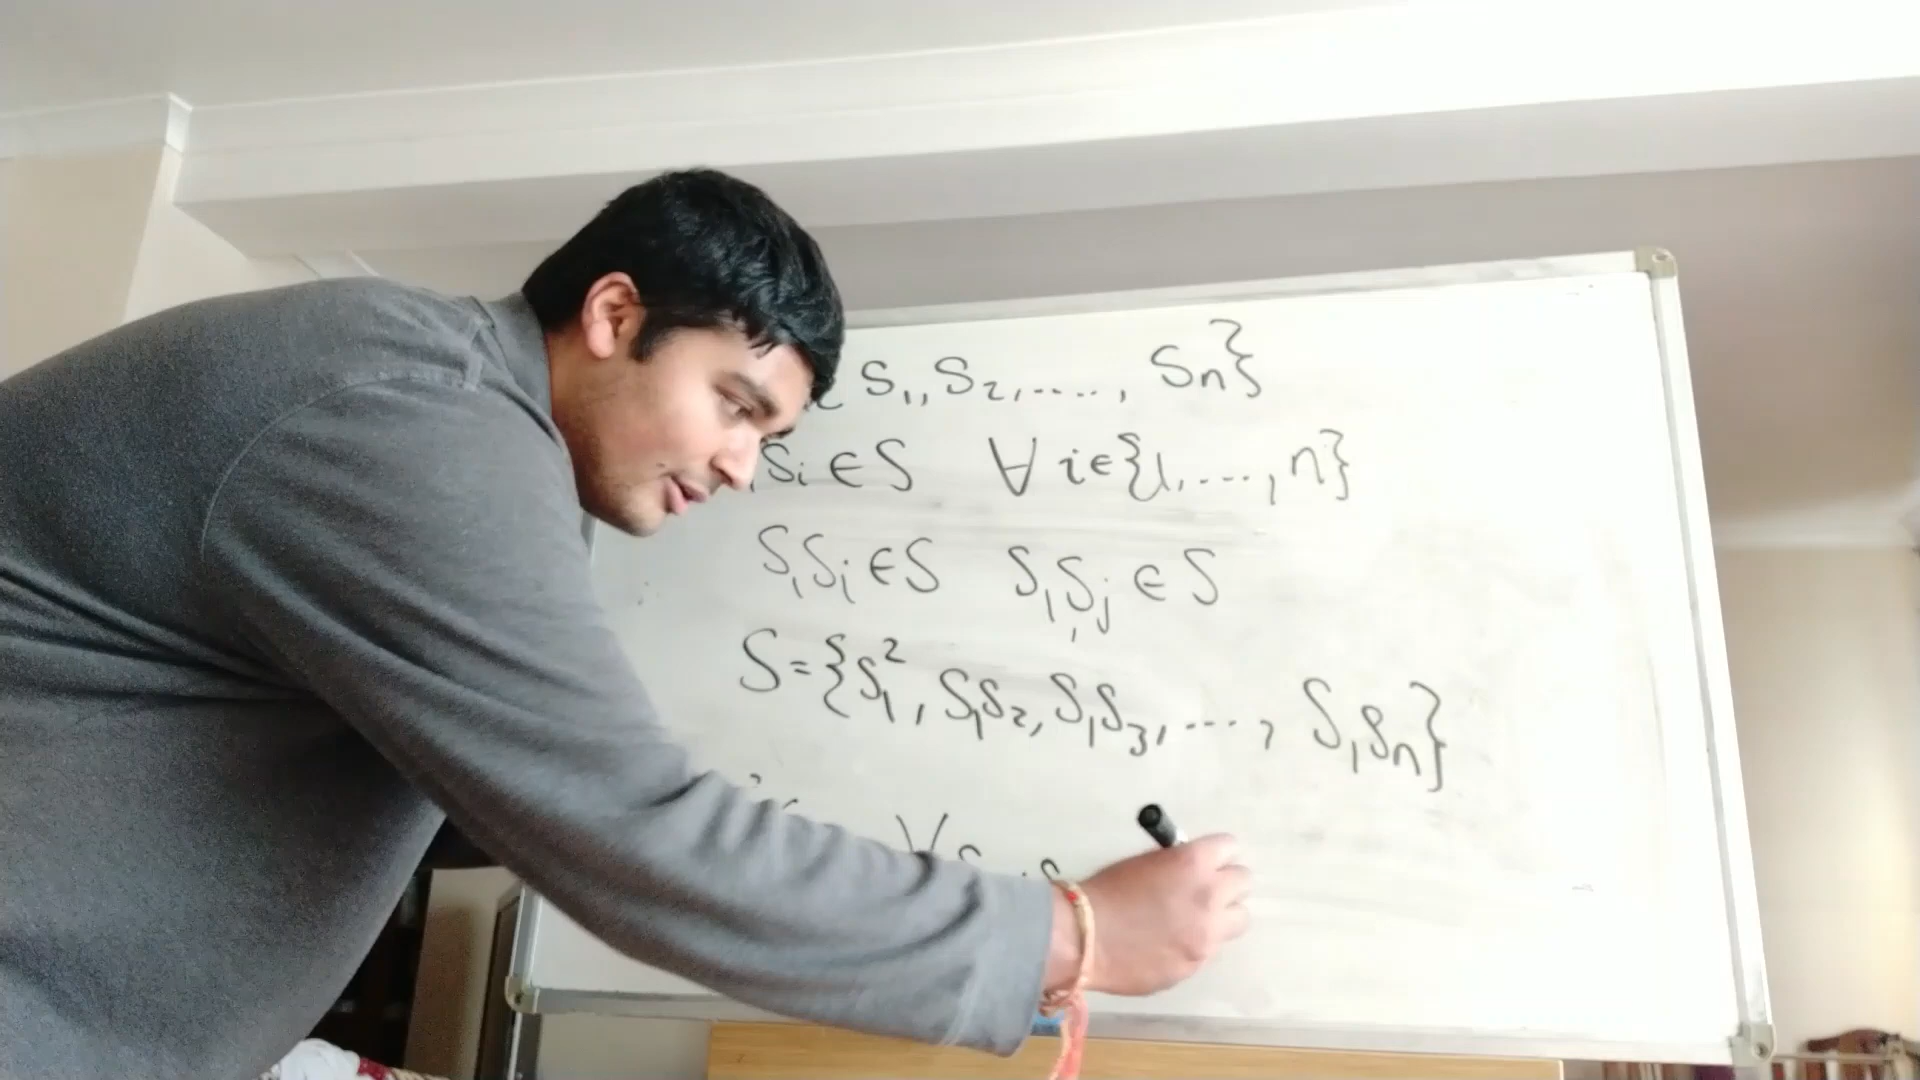 S₁, S₂, ...., Sₙ}
Sᵢ ∈ S ∀ i ∈ {1, ..., n}
S₁Sᵢ ∈ S S₁Sⱼ ∈ S
S = {S₁², S₁S₂, S₁S₃, ..., S₁Sₙ}
∀